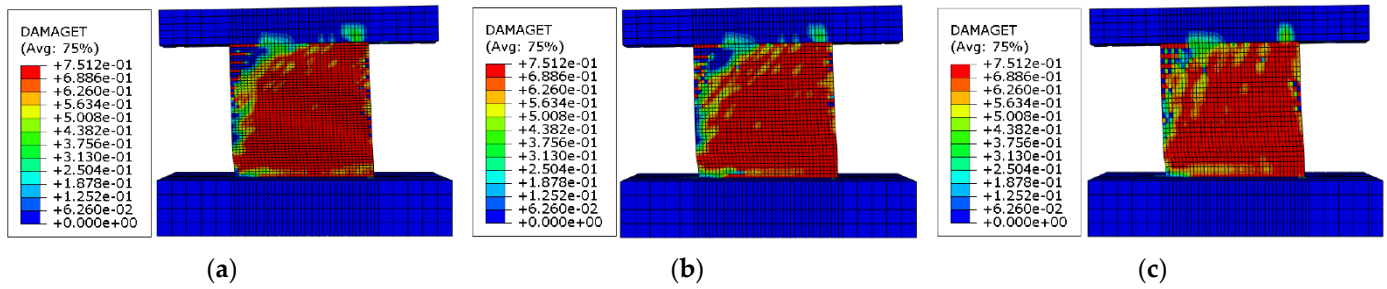 DAMAGET
(Avg: 75%)
+7.512e-01
+6.886e-01
+6.260e-01
+5.634e-01
+5.008e-01
+4.382e-01
+3.756e-01
+3.130e-01
+2.504e-01
+1.878e-01
+1.252e-01
+6.260e-02
+0.000e+00
(a)
DAMAGET
(Avg: 75%)
+7.512e-01
+6.886e-01
+6.260e-01
+5.634e-01
+5.008e-01
+4.382e-01
+3.756e-01
+3.130e-01
+2.504e-01
+1.878e-01
+1.252e-01
+6.260e-02
+0.000e+00
(b)
DAMAGET
(Avg: 75%)
+7.512e-01
+6.886e-01
+6.260e-01
+5.634e-01
+5.008e-01
+4.382e-01
+3.756e-01
+3.130e-01
+2.504e-01
+1.878e-01
+1.252e-01
+6.260e-02
+0.000e+00
(c)